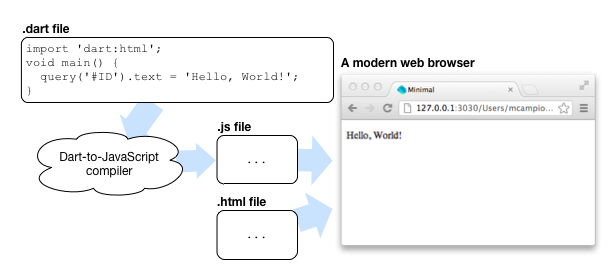 .dart file
import 'dart:html';
void main() {
  query('#ID').text = 'Hello, World!';
}
A modern web browser
Minimal
127.0.0.1:3030/Users/mcampio...
Hello, World!
.js file
...
Dart-to-JavaScript
compiler
.html file
...